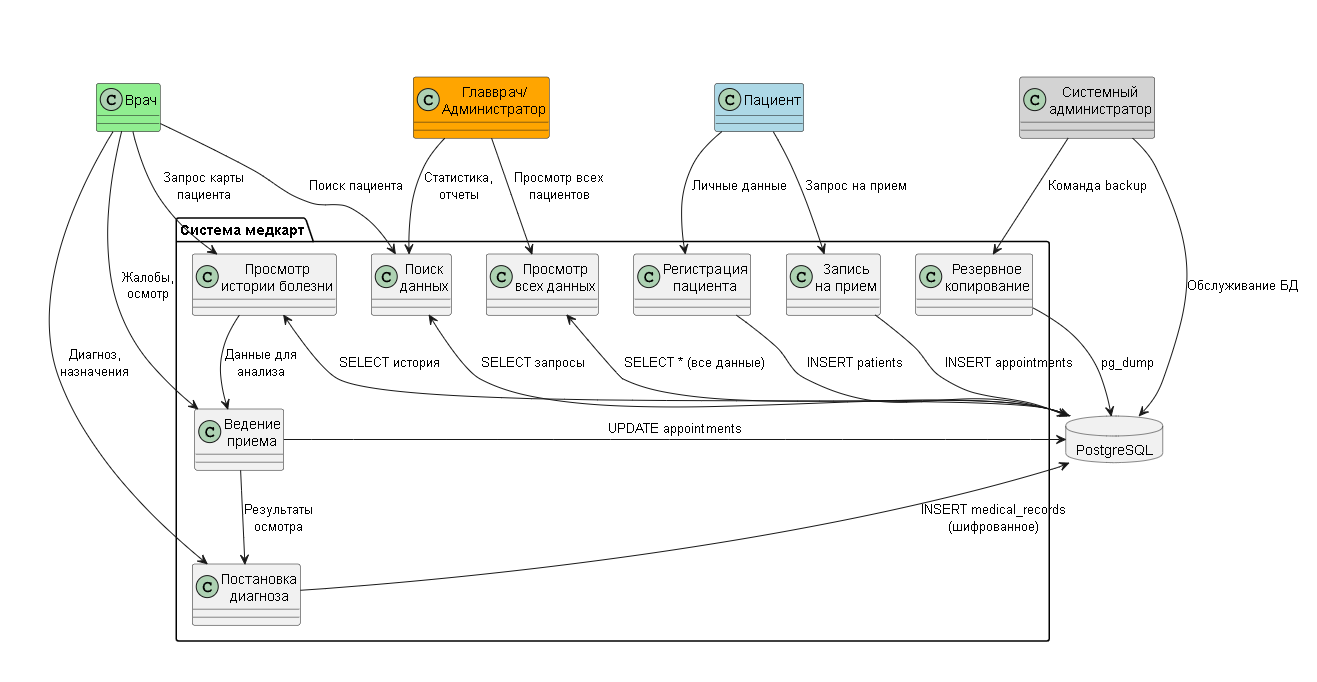 C Врач
C Главврач/
Администратор
C Пациент
C Системный
администратор
Запрос карты
пациента
Поиск пациента
Статистика,
отчеты
Просмотр всех
пациентов
Личные данные
Запрос на прием
Команда backup
Обслуживание БД
Система медкарт
C Просмотр
истории болезни
C Поиск
данных
C Просмотр
всех данных
C Регистрация
пациента
C Запись
на прием
C Резервное
копирование
Жалобы,
осмотр
Диагноз,
назначения
Данные для
анализа
SELECT история
SELECT запросы
SELECT * (все данные)
INSERT patients
INSERT appointments
pg_dump
C Ведение
приема
UPDATE appointments
PostgreSQL
Результаты
осмотра
INSERT medical_records
(шифрованное)
C Постановка
диагноза